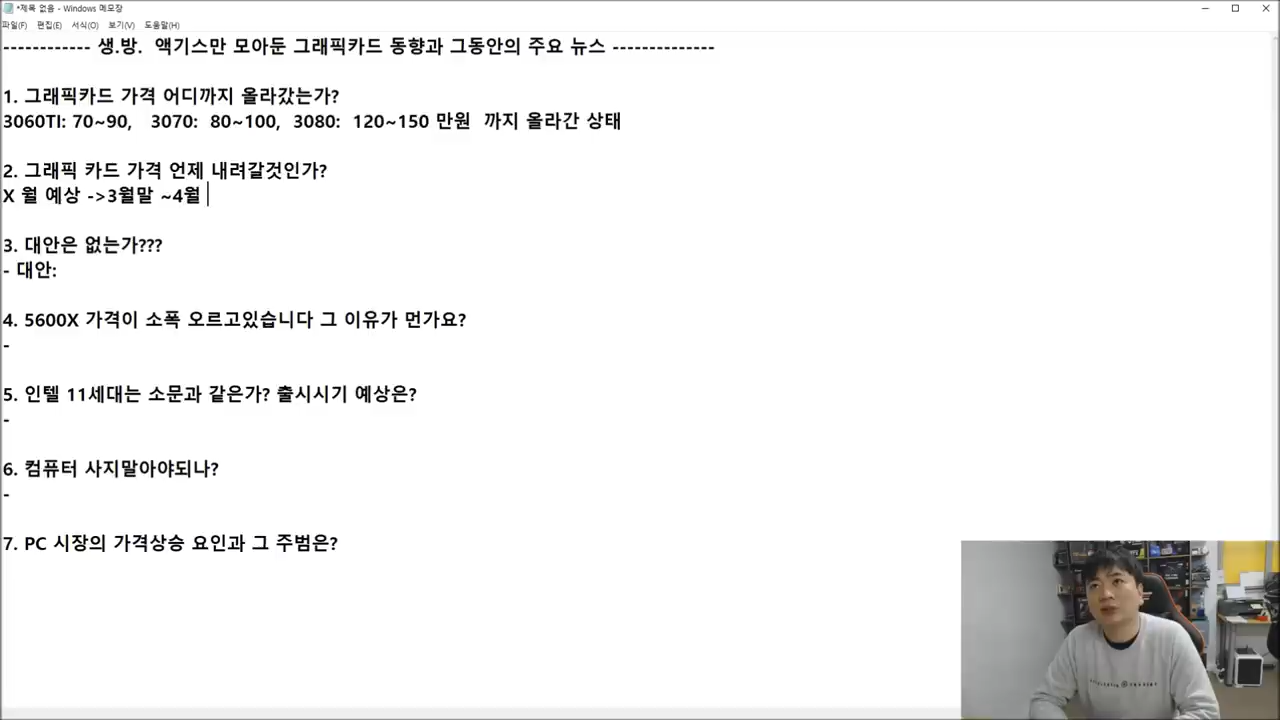 *제목 없음 - Windows 메모장
파일(F) 편집(E) 서식(O) 보기(V) 도움말(H)
------------ 생.방. 액기스만 모아둔 그래픽카드 동향과 그동안의 주요 뉴스 --------------
1. 그래픽카드 가격 어디까지 올라갔는가?
3060TI: 70~90, 3070: 80~100, 3080: 120~150 만원 까지 올라간 상태
2. 그래픽 카드 가격 언제 내려갈것인가?
X 월 예상 ->3월말 ~4월
3. 대안은 없는가???
- 대안:
4. 5600X 가격이 소폭 오르고있습니다 그 이유가 먼가요?
-
5. 인텔 11세대는 소문과 같은가? 출시시기 예상은?
-
6. 컴퓨터 사지말아야되나?
-
7. PC 시장의 가격상승 요인과 그 주범은?